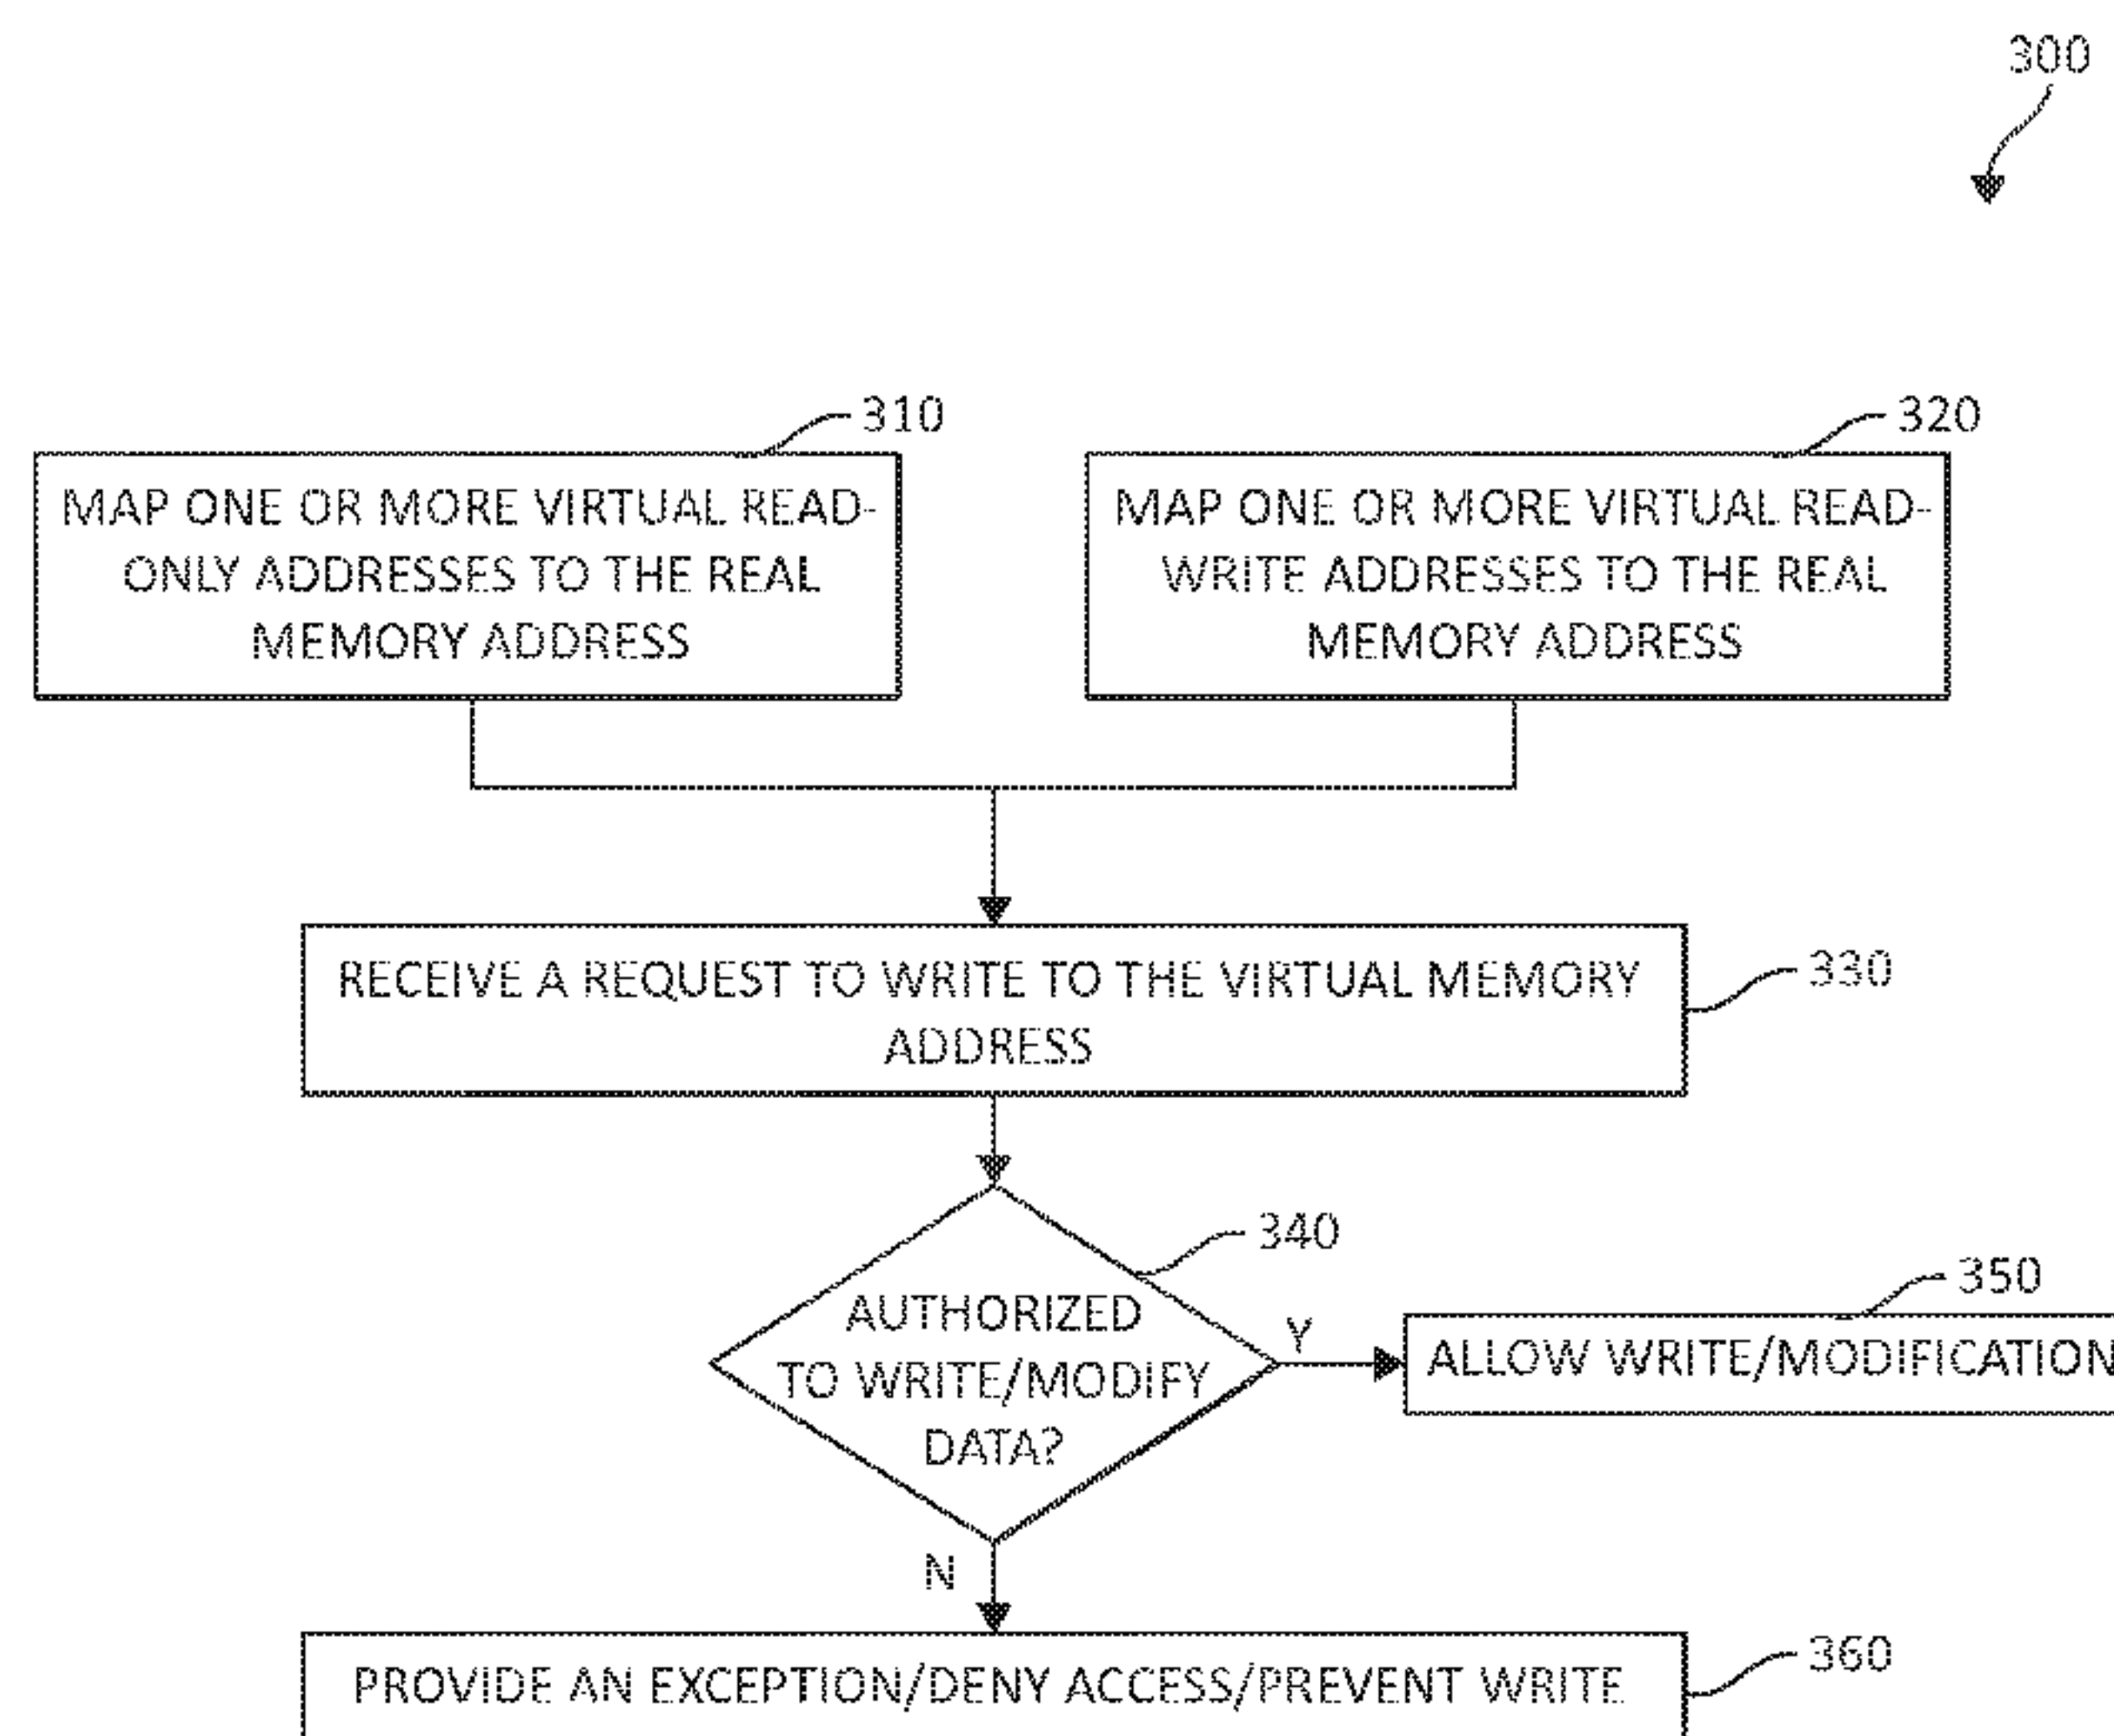 300
310
320
MAP ONE OR MORE VIRTUAL READ-
ONLY ADDRESSES TO THE REAL
MEMORY ADDRESS
MAP ONE OR MORE VIRTUAL READ-
WRITE ADDRESSES TO THE REAL
MEMORY ADDRESS
RECEIVE A REQUEST TO WRITE TO THE VIRTUAL MEMORY
ADDRESS
330
340
AUTHORIZED
TO WRITE/MODIFY
DATA?
Y
350
ALLOW WRITE/MODIFICATION
N
PROVIDE AN EXCEPTION/DENY ACCESS/PREVENT WRITE
360